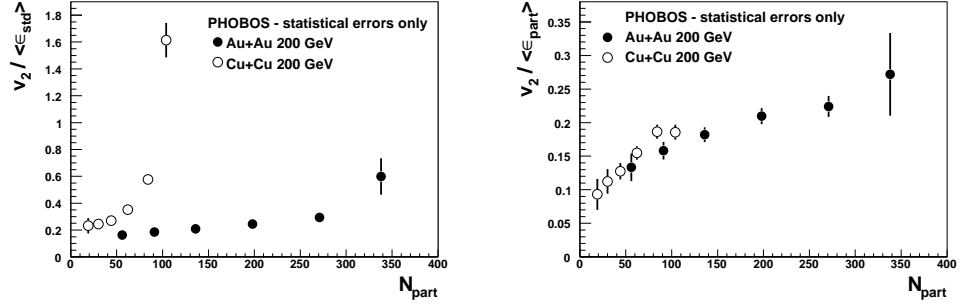 v2 / <∈std>
1.8
1.6
1.4
1.2
1
0.8
0.6
0.4
0.2
0
0 50 100 150 200 250 300 350 400
Npart
PHOBOS - statistical errors only
Au+Au 200 GeV
Cu+Cu 200 GeV
v2 / <∈part>
0.35
0.3
0.25
0.2
0.15
0.1
0.05
0
0 50 100 150 200 250 300 350 400
Npart
PHOBOS - statistical errors only
Au+Au 200 GeV
Cu+Cu 200 GeV